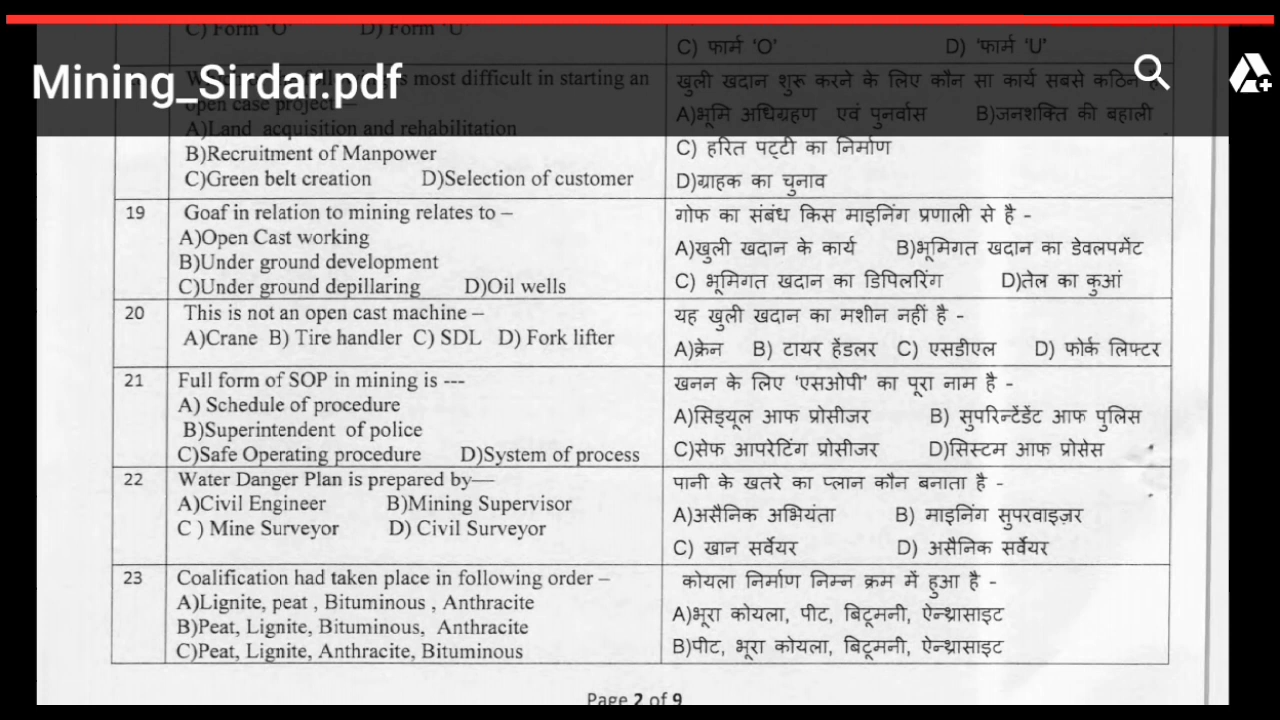 C) Form 'O' D) Form 'U'
C) फार्म 'O' D) 'फार्म 'U'
Mining_Sirdar.pdf
most difficult in starting an
open case project –
A)Land acquisition and rehabilitation
B)Recruitment of Manpower
C)Green belt creation D)Selection of customer
खुली खदान शुरू करने के लिए कौन सा कार्य सबसे कठिन
A)भूमि अधिग्रहण एवं पुनर्वास B)जनशक्ति की बहाली
C) हरित पट्टी का निर्माण
D)ग्राहक का चुनाव
19 Goaf in relation to mining relates to –
A)Open Cast working
B)Under ground development
C)Under ground depillaring D)Oil wells
गोफ का संबंध किस माइनिंग प्रणाली से है -
A)खुली खदान के कार्य B)भूमिगत खदान का डेवलपमेंट
C) भूमिगत खदान का डिपिलरिंग D)तेल का कुआं
20 This is not an open cast machine –
A)Crane B) Tire handler C) SDL D) Fork lifter
यह खुली खदान का मशीन नहीं है -
A)क्रेन B) टायर हेंडलर C) एसडीएल D) फोर्क लिफ्टर
21 Full form of SOP in mining is ---
A) Schedule of procedure
B)Superintendent of police
C)Safe Operating procedure D)System of process
खनन के लिए 'एसओपी' का पूरा नाम है -
A)सिड्यूल आफ प्रोसीजर B) सुपरिन्टेंडेंट आफ पुलिस
C)सेफ आपरेटिंग प्रोसीजर D)सिस्टम आफ प्रोसेस
22 Water Danger Plan is prepared by—
A)Civil Engineer B)Mining Supervisor
C ) Mine Surveyor D) Civil Surveyor
पानी के खतरे का प्लान कौन बनाता है -
A)असैनिक अभियंता B) माइनिंग सुपरवाइज़र
C) खान सर्वेयर D) असैनिक सर्वेयर
23 Coalification had taken place in following order –
A)Lignite, peat , Bituminous , Anthracite
B)Peat, Lignite, Bituminous, Anthracite
C)Peat, Lignite, Anthracite, Bituminous
कोयला निर्माण निम्न क्रम में हुआ है -
A)भूरा कोयला, पीट, बिटूमनी, ऐन्थ्रासाइट
B)पीट, भूरा कोयला, बिटूमनी, ऐन्थ्रासाइट
Page 2 of 9